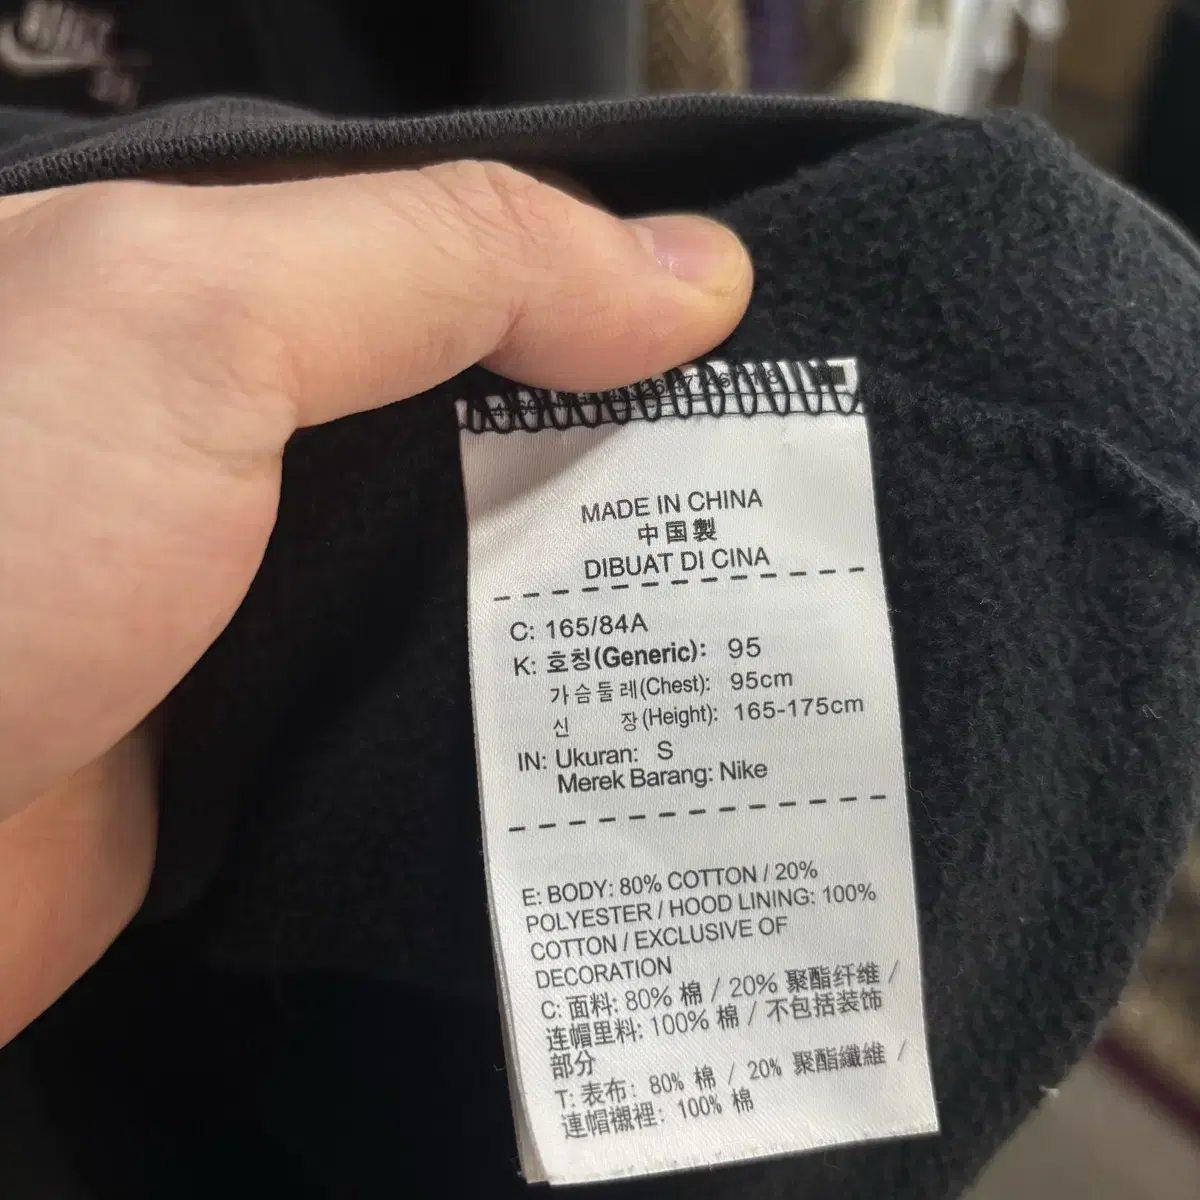 NIKE
SB
MADE IN CHINA
中国製
DIBUAT DI CINA
C: 165/84A
K: 호칭(Generic): 95
가슴둘레(Chest): 95cm
신 장(Height): 165-175cm
IN: Ukuran: S
Merek Barang: Nike
E: BODY: 80% COTTON / 20%
POLYESTER / HOOD LINING: 100%
COTTON / EXCLUSIVE OF
DECORATION
C: 面料: 80% 棉 / 20% 聚酯纤维 /
连帽里料: 100% 棉 / 不包括装饰
部分
T: 表布: 80% 棉 / 20% 聚酯纖維 /
連帽襯裡: 100% 棉